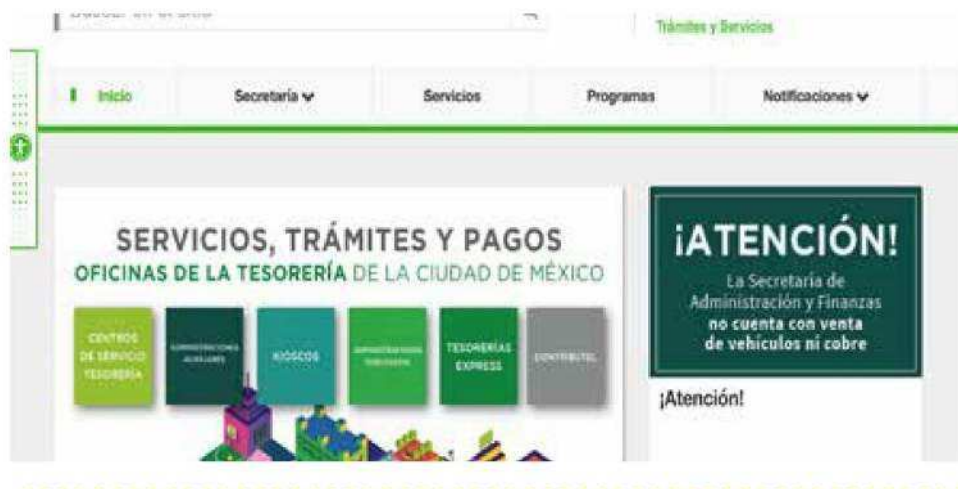 Trámites y Servicios
Inicio
Secretaría
Servicios
Programas
Notificaciones
SERVICIOS, TRÁMITES Y PAGOS
OFICINAS DE LA TESORERÍA DE LA CIUDAD DE MÉXICO
CENTROS
DE SERVICIO
TESORERÍA
AUXILIARES
KIOSCOS
TESORERÍAS
EXPRESS
CONTRIBUTEL
¡ATENCIÓN!
La Secretaría de
Administración y Finanzas
no cuenta con venta
de vehículos ni cobre
¡Atención!